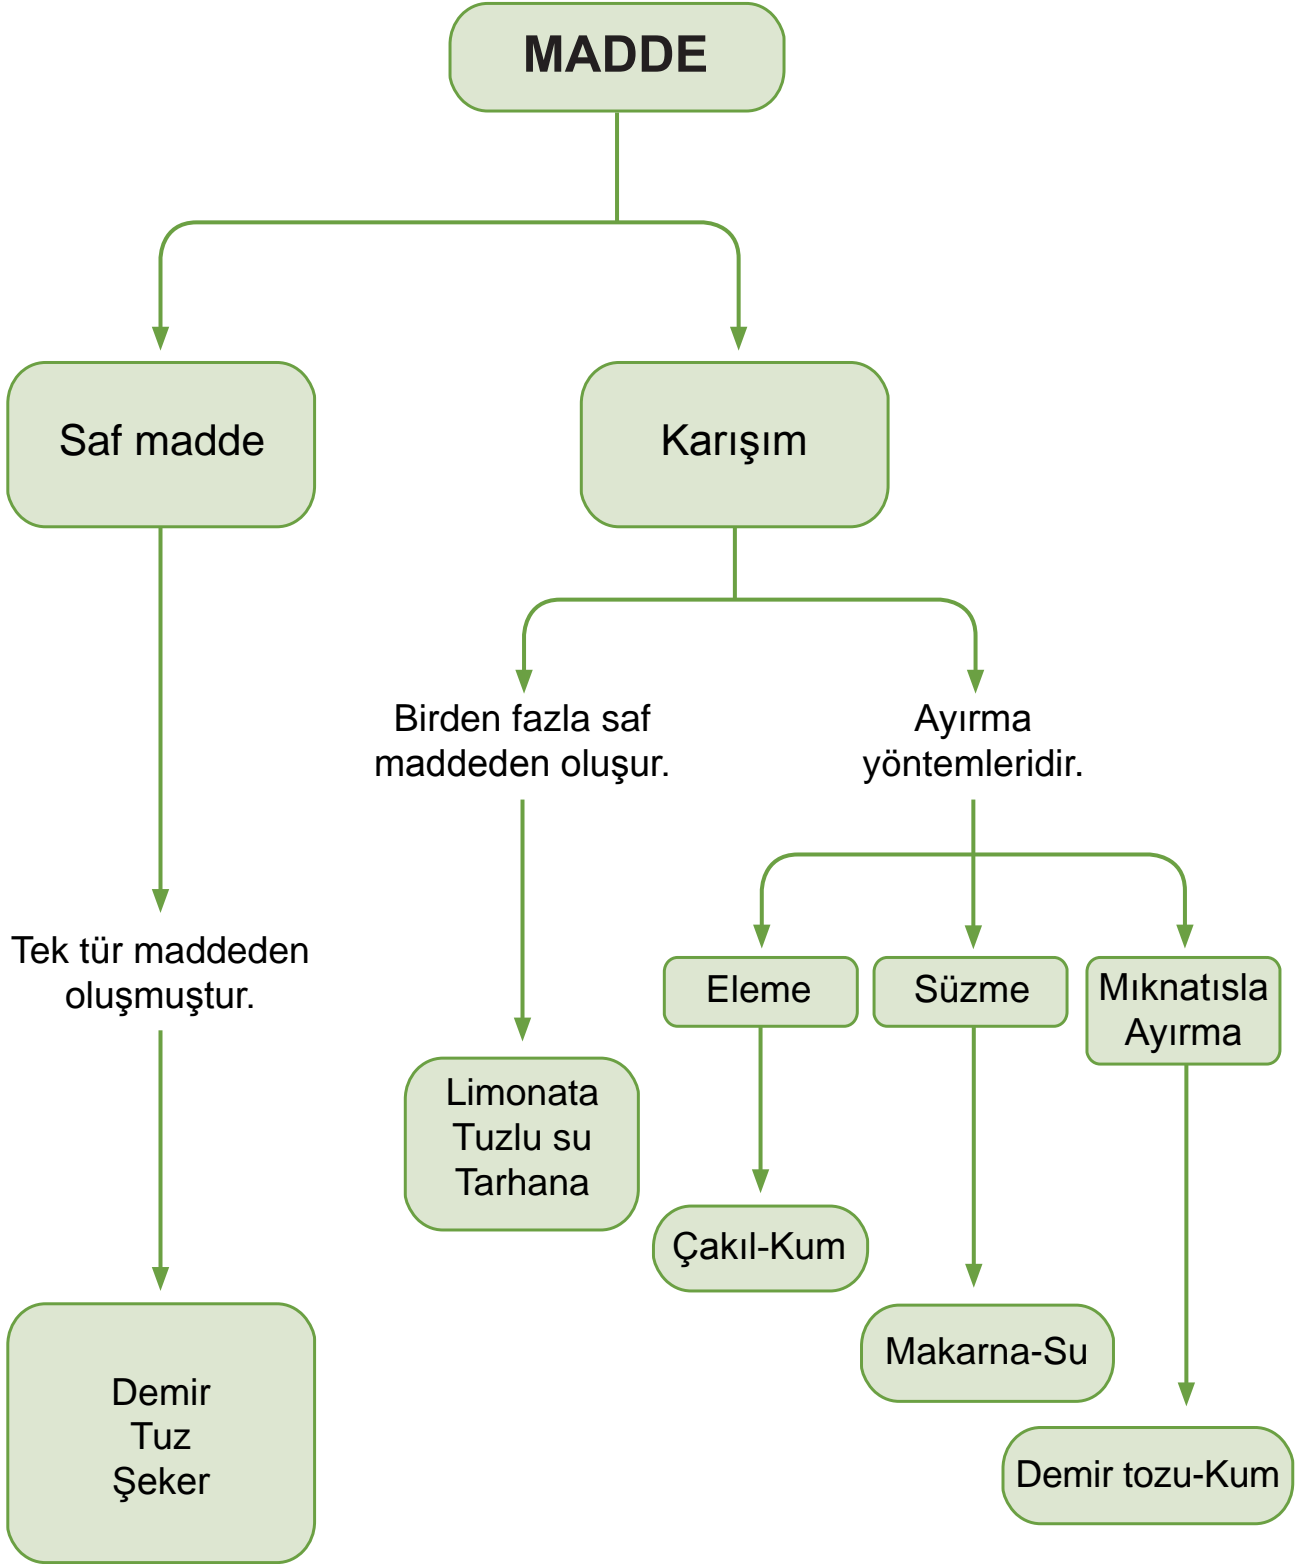 MADDE
Saf madde
Karışım
Birden fazla saf
maddeden oluşur.
Ayırma
yöntemleridir.
Tek tür maddeden
oluşmuştur.
Eleme
Süzme
Mıknatısla
Ayırma
Limonata
Tuzlu su
Tarhana
Çakıl-Kum
Makarna-Su
Demir
Tuz
Şeker
Demir tozu-Kum